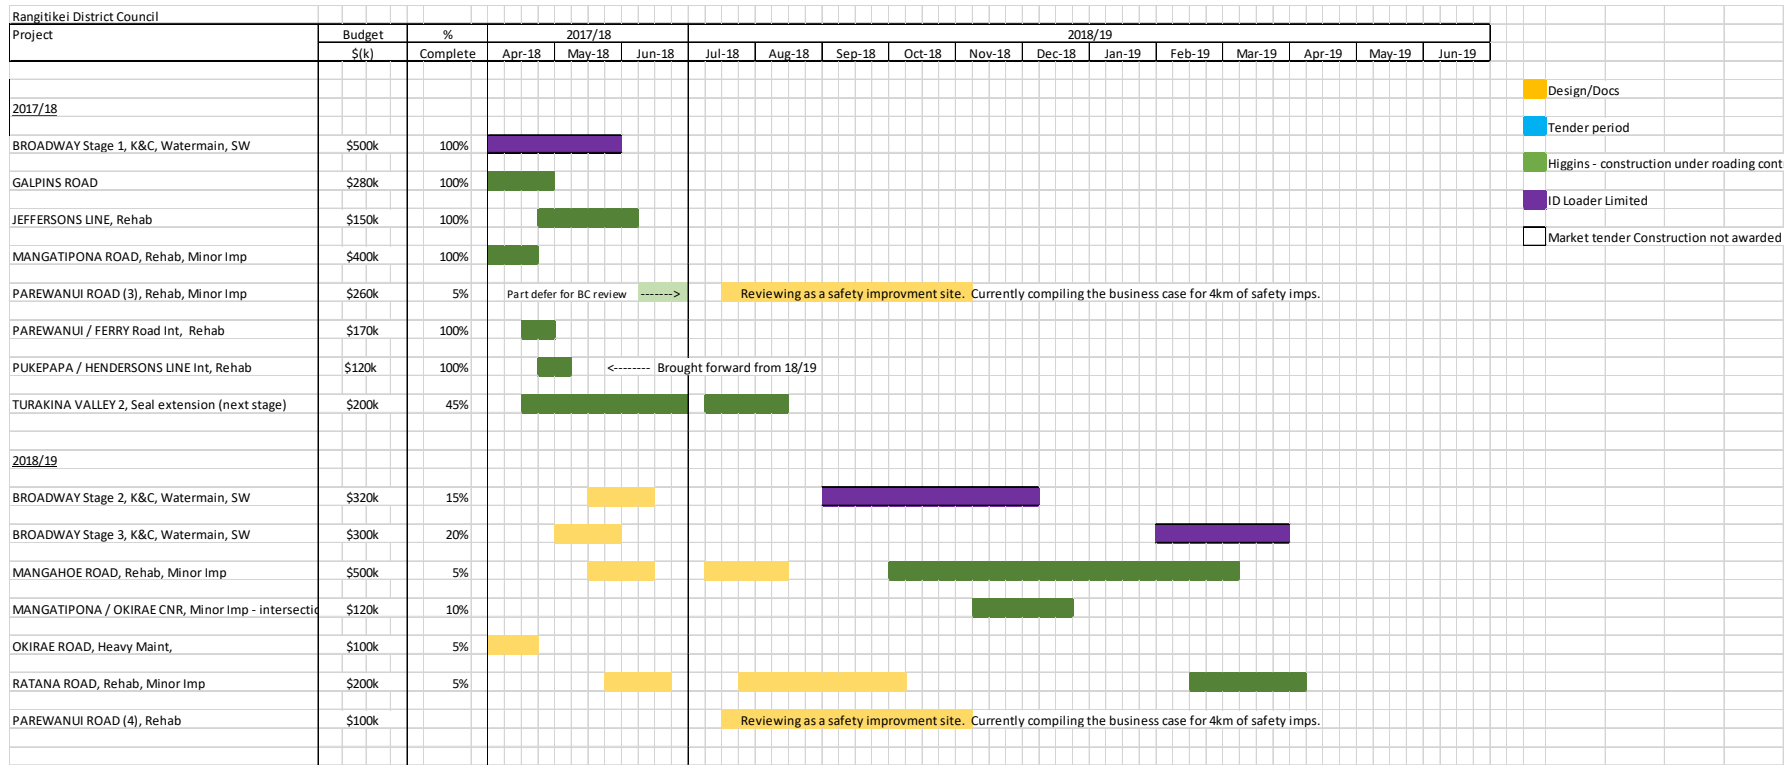 Rangitikei District Council
Project Budget % 2017/18 2018/19
$(k) Complete Apr-18 May-18 Jun-18 Jul-18 Aug-18 Sep-18 Oct-18 Nov-18 Dec-18 Jan-19 Feb-19 Mar-19 Apr-19 May-19 Jun-19
Design/Docs
2017/18
Tender period
BROADWAY Stage 1, K&C, Watermain, SW $500k 100%
Higgins - construction under roading cont
GALPINS ROAD $280k 100%
ID Loader Limited
JEFFERSONS LINE, Rehab $150k 100%
Market tender Construction not awarded
MANGATIPONA ROAD, Rehab, Minor Imp $400k 100%
PAREWANUI ROAD (3), Rehab, Minor Imp $260k 5% Part defer for BC review -------> Reviewing as a safety improvment site. Currently compiling the business case for 4km of safety imps.
PAREWANUI / FERRY Road Int, Rehab $170k 100%
PUKEPAPA / HENDERSONS LINE Int, Rehab $120k 100% <-------- Brought forward from 18/19
TURAKINA VALLEY 2, Seal extension (next stage) $200k 45%
2018/19
BROADWAY Stage 2, K&C, Watermain, SW $320k 15%
BROADWAY Stage 3, K&C, Watermain, SW $300k 20%
MANGAHOE ROAD, Rehab, Minor Imp $500k 5%
MANGATIPONA / OKIRAE CNR, Minor Imp - intersectio $120k 10%
OKIRAE ROAD, Heavy Maint, $100k 5%
RATANA ROAD, Rehab, Minor Imp $200k 5%
PAREWANUI ROAD (4), Rehab $100k Reviewing as a safety improvment site. Currently compiling the business case for 4km of safety imps.